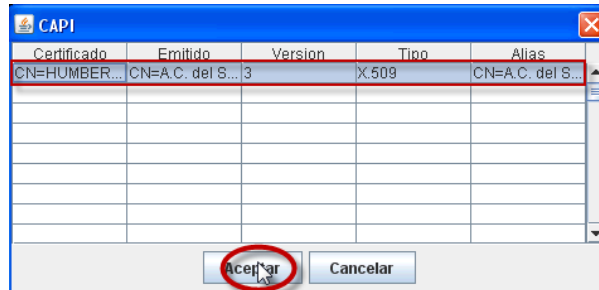 CAPI
Certificado Emitido Version Tipo Alias
CN=HUMBER... CN=A.C. del S... 3 X.509 CN=A.C. del S...
Aceptar Cancelar